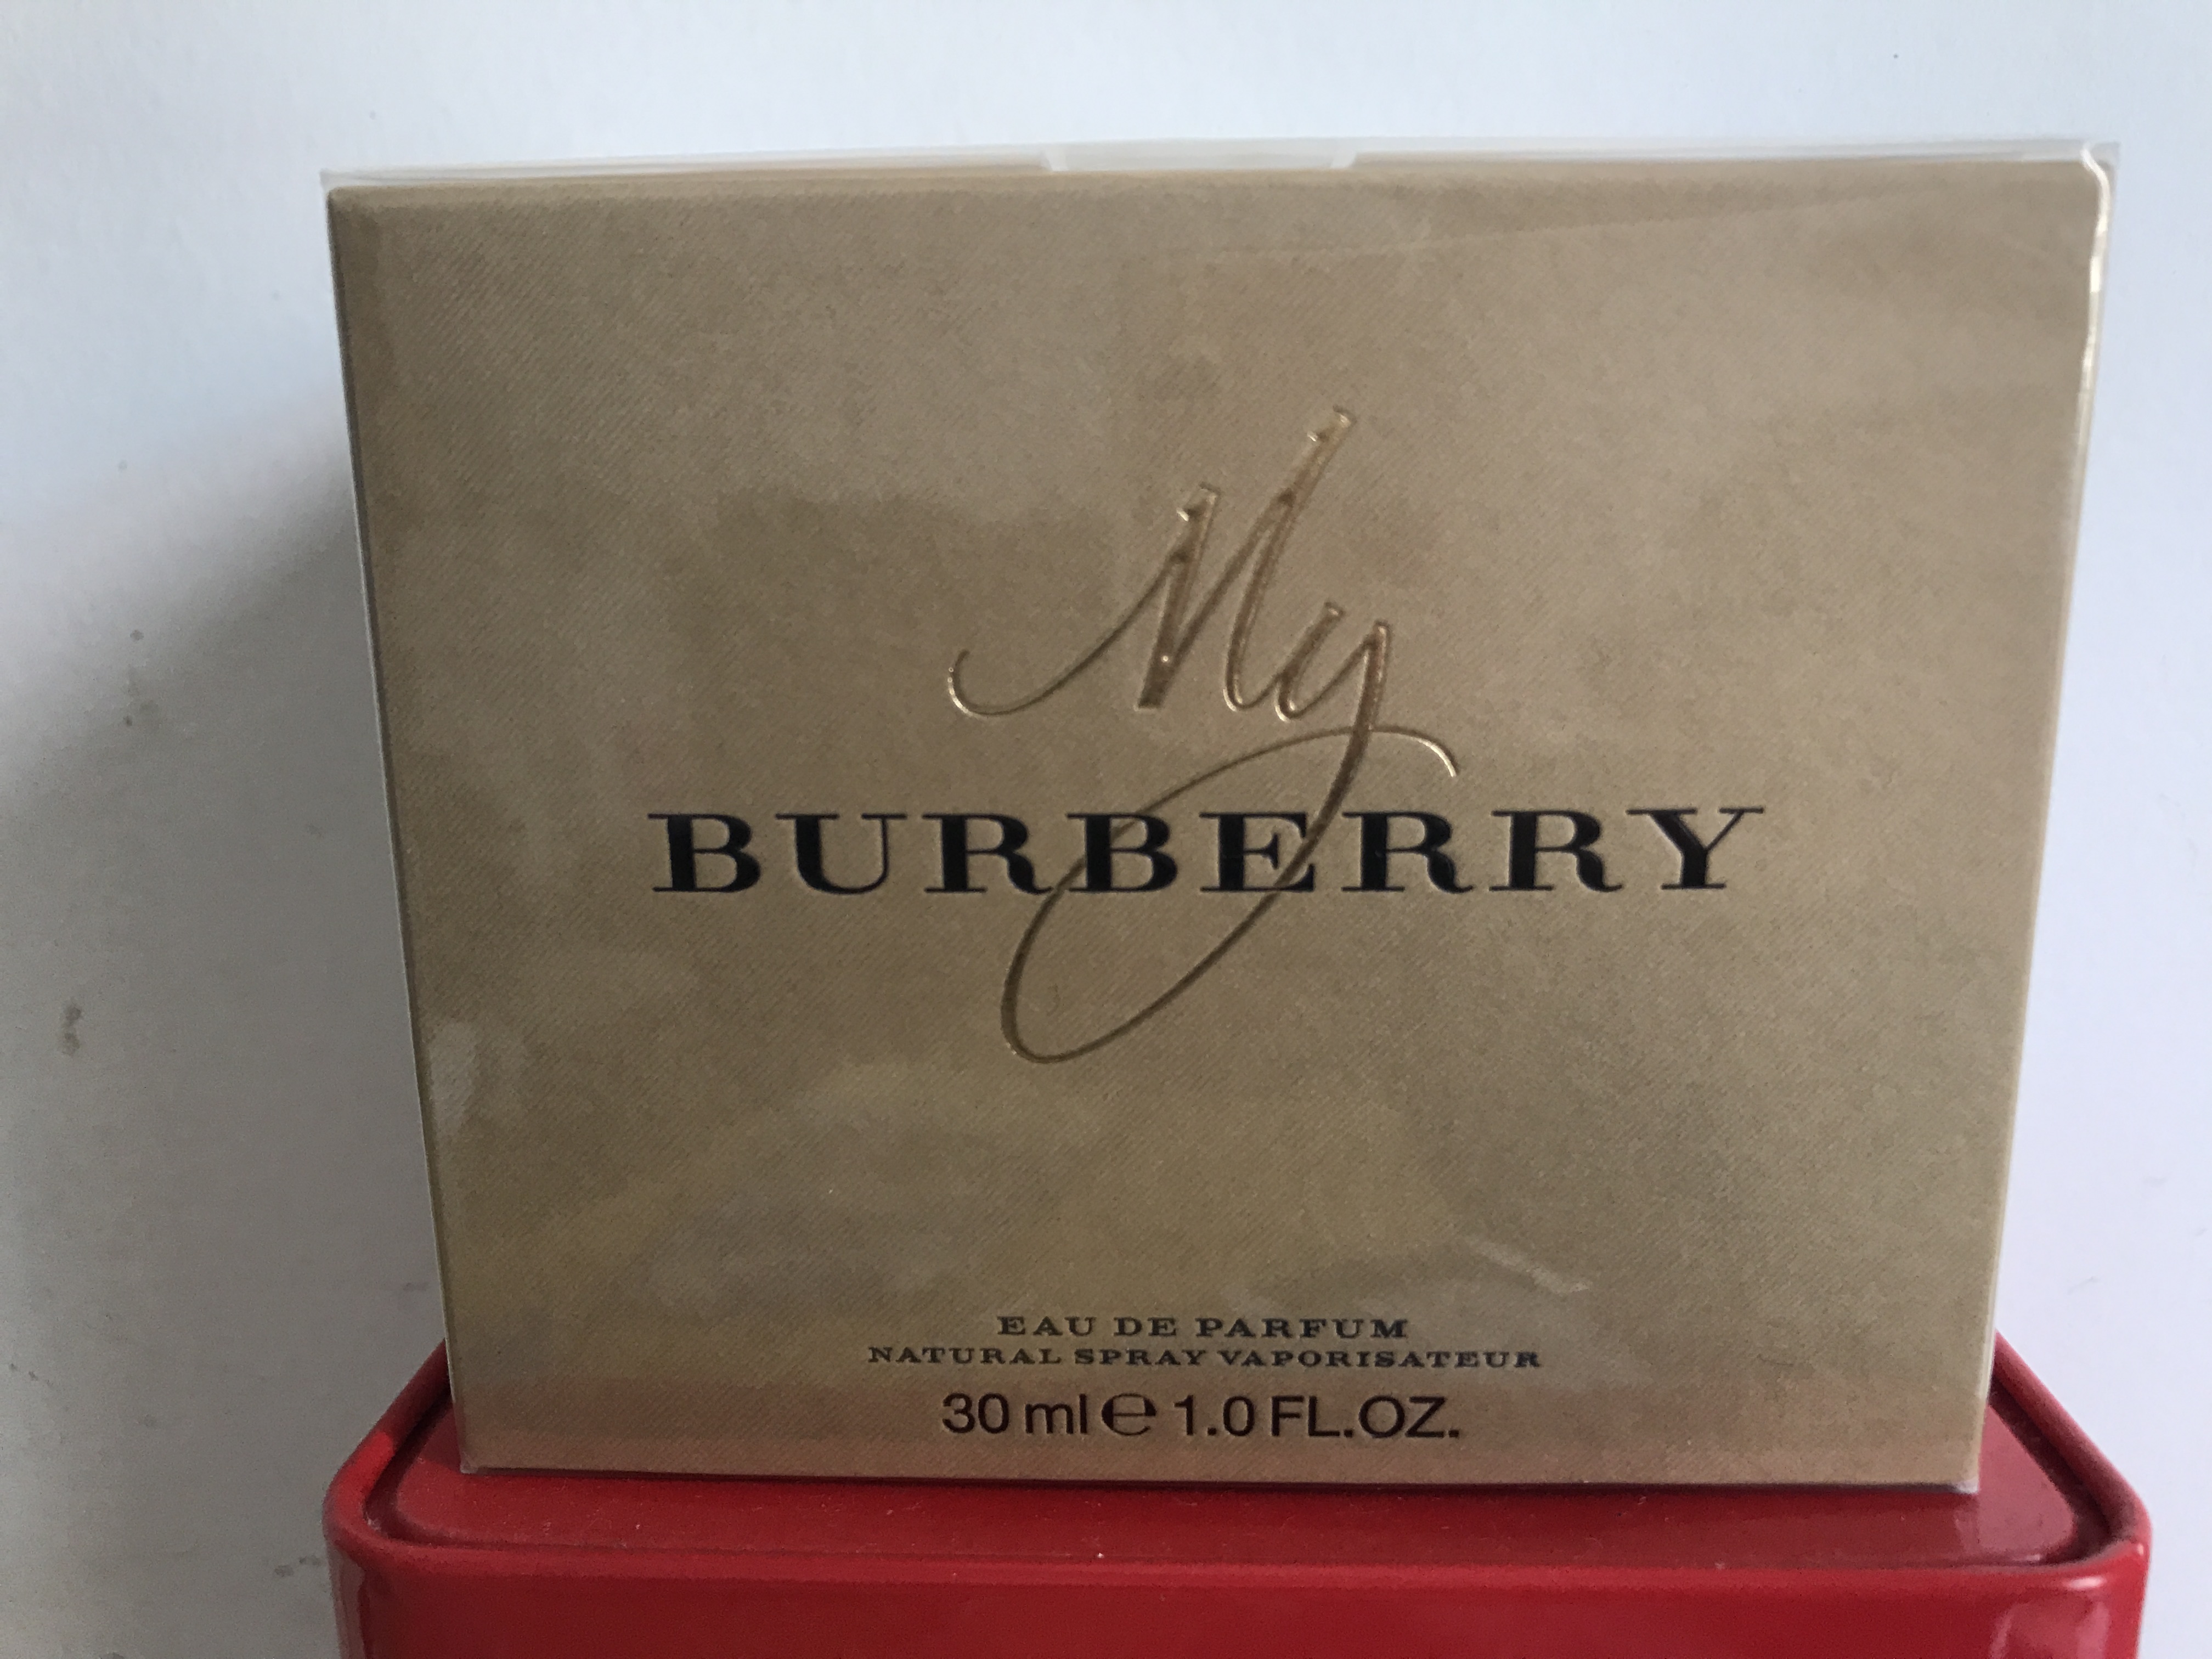 My
BURBERRY
EAU DE PARFUM
NATURAL SPRAY VAPORISATEUR
30 ml ℮ 1.0 FL.OZ.